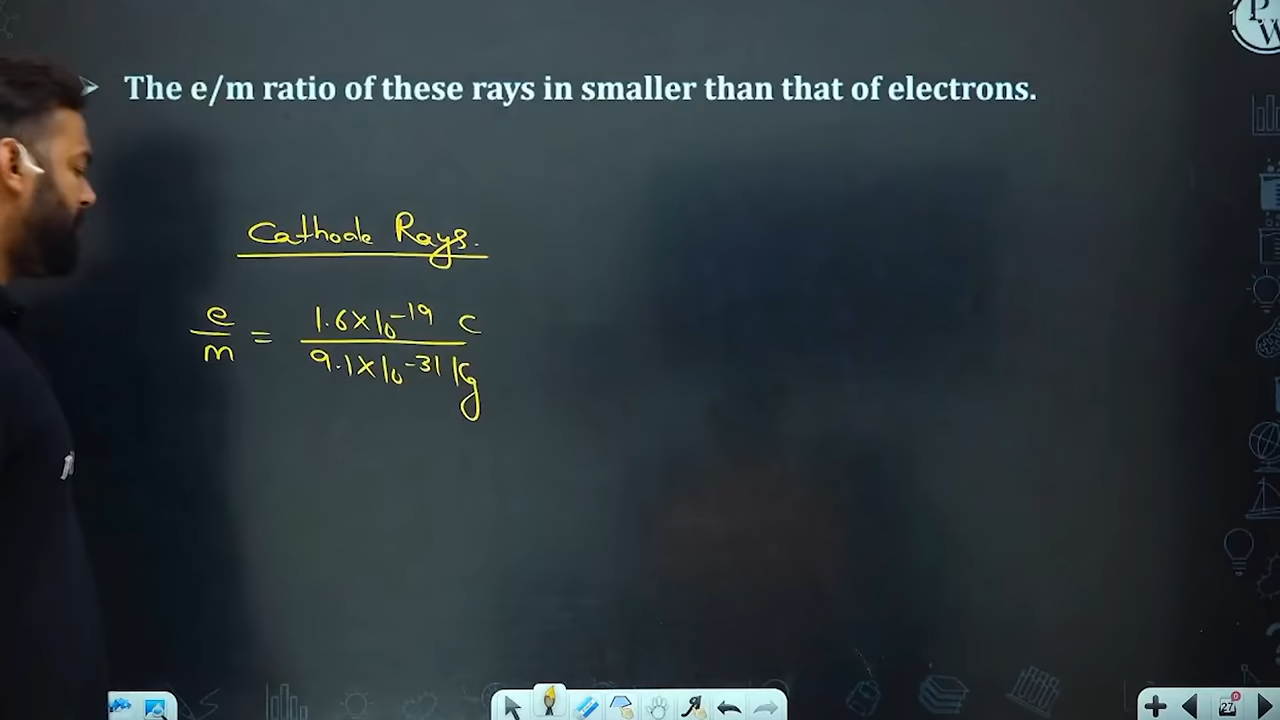 The e/m ratio of these rays in smaller than that of electrons.
Cathode Rays.
e/m = 1.6×10⁻¹⁹ C / 9.1×10⁻³¹ Kg
P
W
27